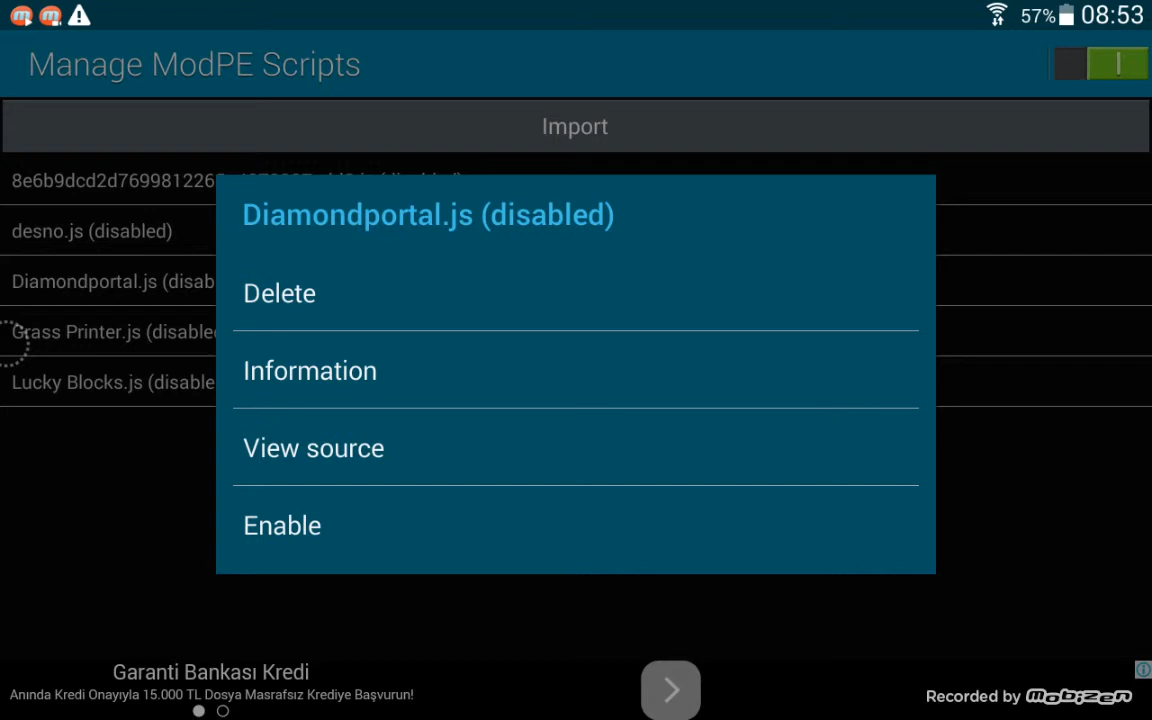 57% 08:53
Manage ModPE Scripts
Import
8e6b9dcd2d7699812
desno.js (disabled)
Diamondportal.js (disab
Grass Printer.js (disable
Lucky Blocks.js (disable
Diamondportal.js (disabled)
Delete
Information
View source
Enable
Garanti Bankası Kredi
Anında Kredi Onayıyla 15.000 TL Dosya Masrafsız Krediye Başvurun!
Recorded by mobizen